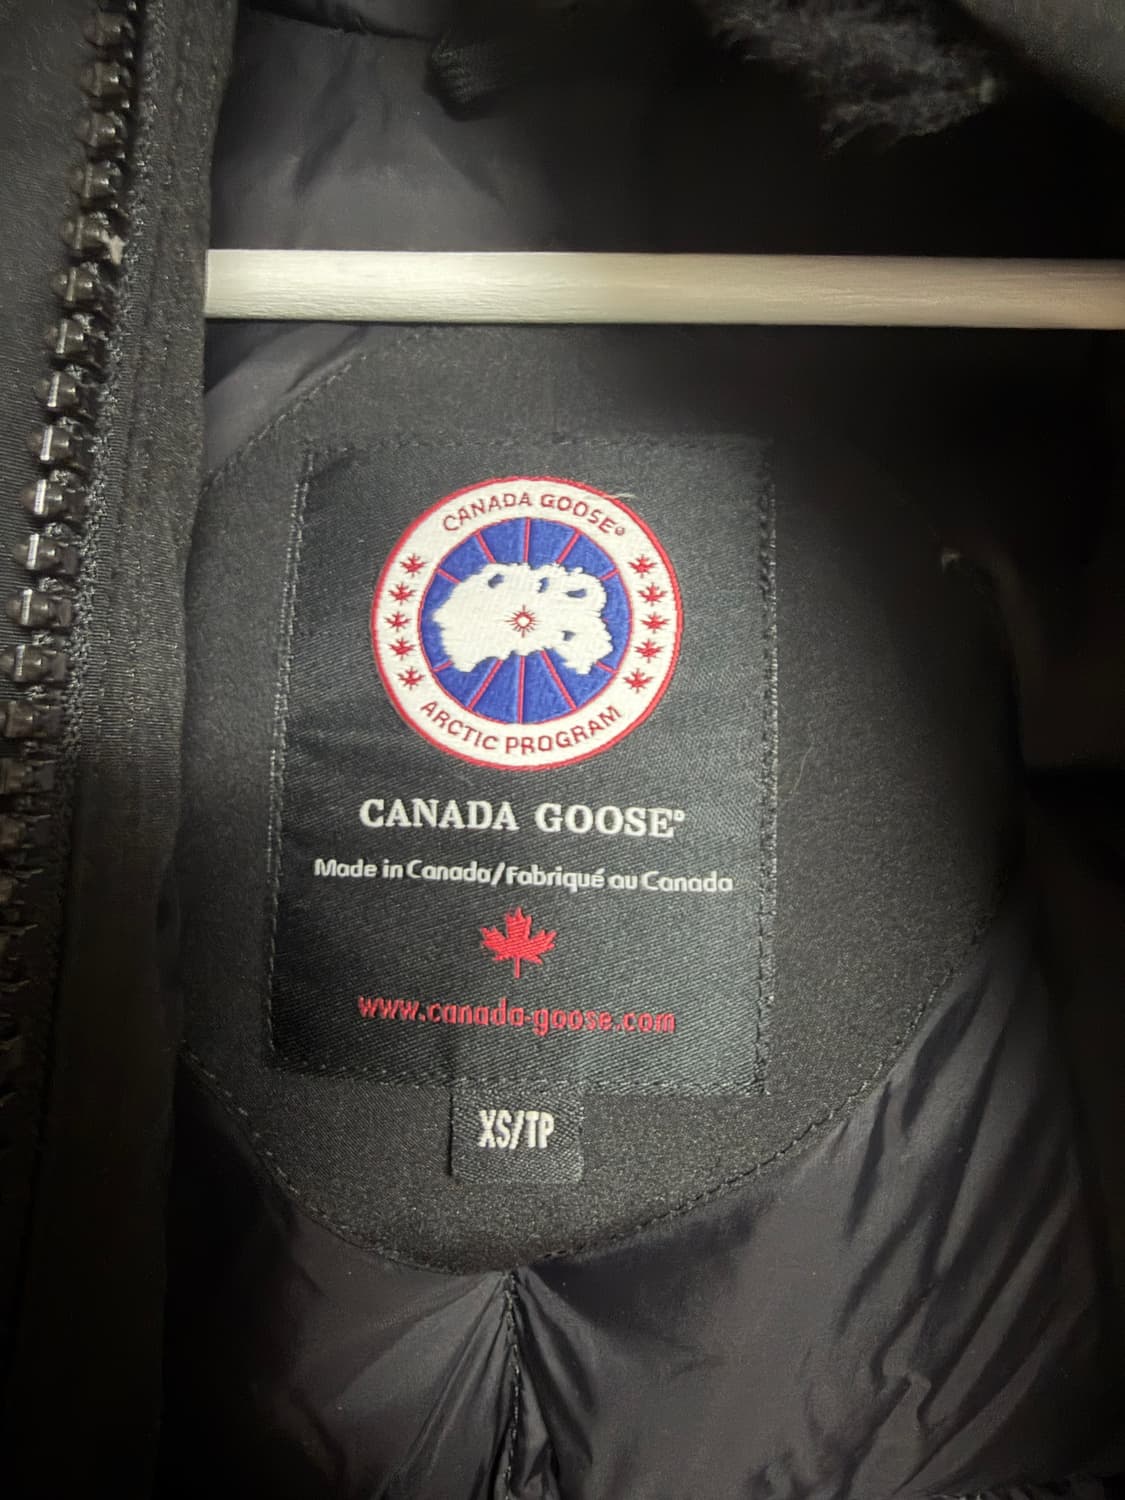 CANADA GOOSE®
ARCTIC PROGRAM
CANADA GOOSE®
Made in Canada/Fabriqué au Canada
www.canada-goose.com
XS/TP